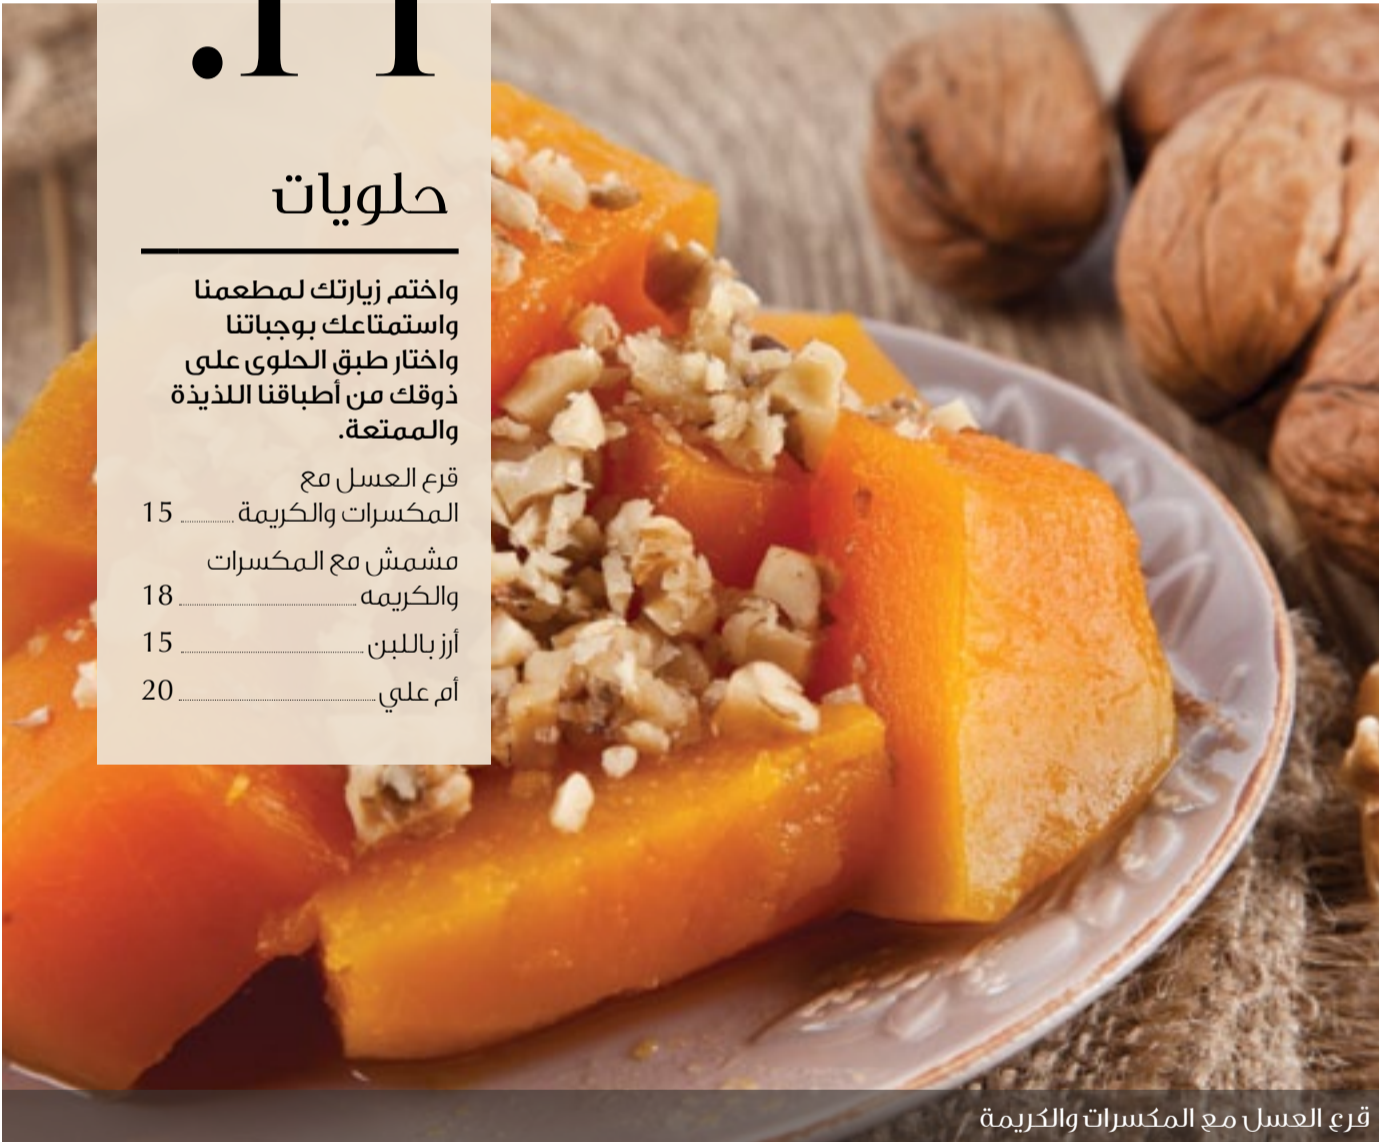 11.
حلويات
واختم زيارتك لمطعمنا
واستمتاعك بوجباتنا
واختار طبق الحلوى على
ذوقك من أطباقنا اللذيذة
والممتعة.
قرع العسل مع
المكسرات والكريمة 15
مشمش مع المكسرات
والكريمه 18
أرز باللبن 15
أم علي 20
قرع العسل مع المكسرات والكريمة